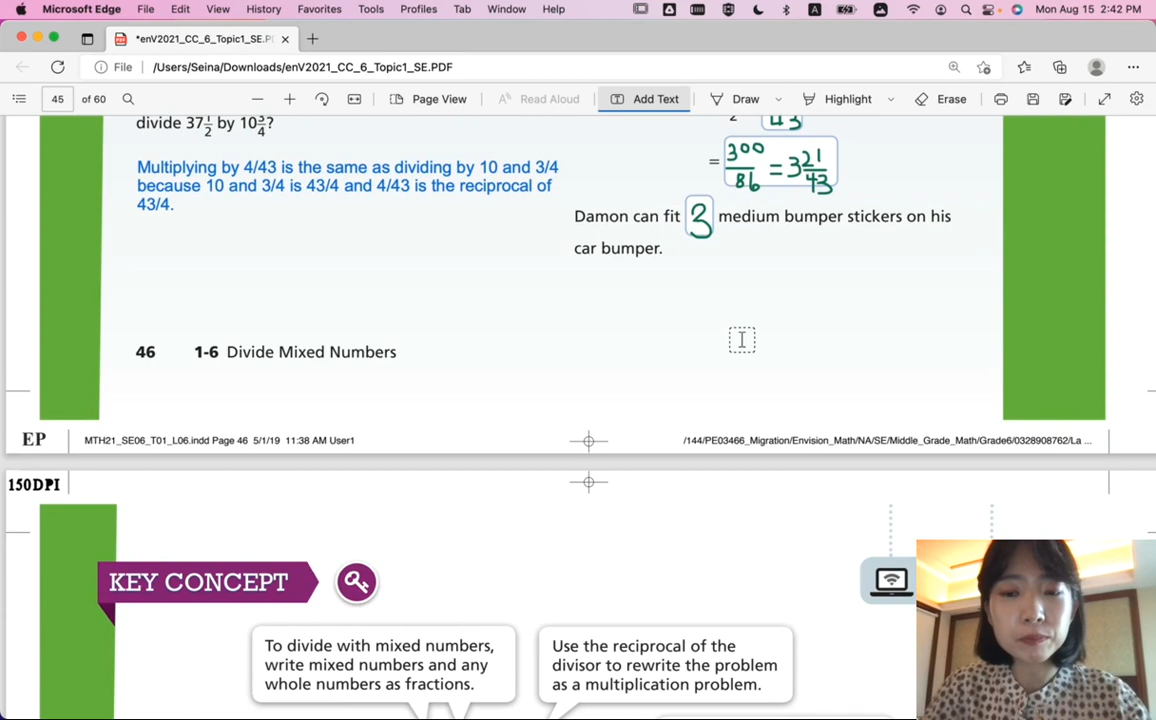 Microsoft Edge File Edit View History Favorites Tools Profiles Tab Window Help A Mon Aug 15 2:42 PM
*enV2021_CC_6_Topic1_SE.P
File /Users/Seina/Downloads/enV2021_CC_6_Topic1_SE.PDF
45 of 60 Page View Read Aloud Add Text Draw Highlight Erase
divide 37 1/2 by 10 3/4?
2 43
Multiplying by 4/43 is the same as dividing by 10 and 3/4
because 10 and 3/4 is 43/4 and 4/43 is the reciprocal of
43/4.
= 300/86 = 3 21/43
Damon can fit 3 medium bumper stickers on his
car bumper.
46 1-6 Divide Mixed Numbers
EP MTH21_SE06_T01_L06.indd Page 46 5/1/19 11:38 AM User1 /144/PE03466_Migration/Envision_Math/NA/SE/Middle_Grade_Math/Grade6/0328908762/La ...
150DPI
KEY CONCEPT
To divide with mixed numbers,
write mixed numbers and any
whole numbers as fractions.
Use the reciprocal of the
divisor to rewrite the problem
as a multiplication problem.